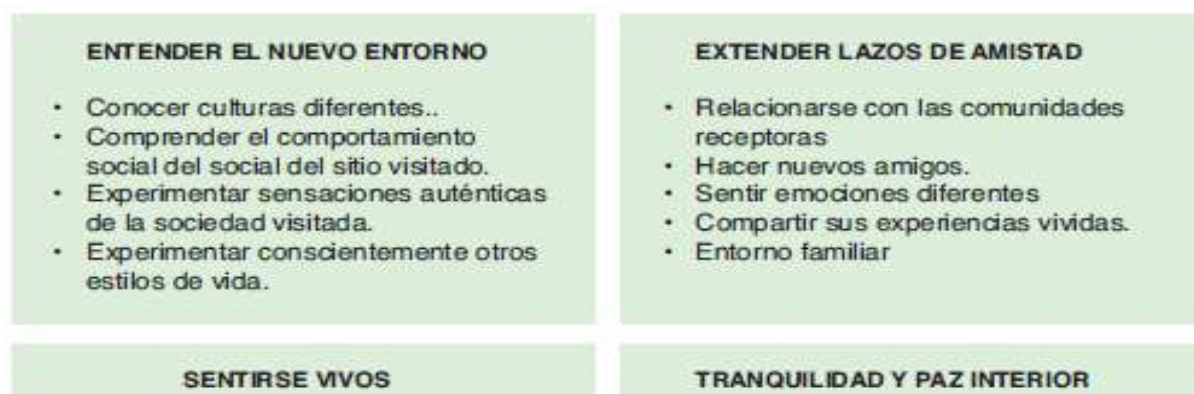 ENTENDER EL NUEVO ENTORNO
• Conocer culturas diferentes..
• Comprender el comportamiento
social del social del sitio visitado.
• Experimentar sensaciones auténticas
de la sociedad visitada.
• Experimentar conscientemente otros
estilos de vida.
EXTENDER LAZOS DE AMISTAD
• Relacionarse con las comunidades
receptoras
• Hacer nuevos amigos.
• Sentir emociones diferentes
• Compartir sus experiencias vividas.
• Entorno familiar
SENTIRSE VIVOS
TRANQUILIDAD Y PAZ INTERIOR